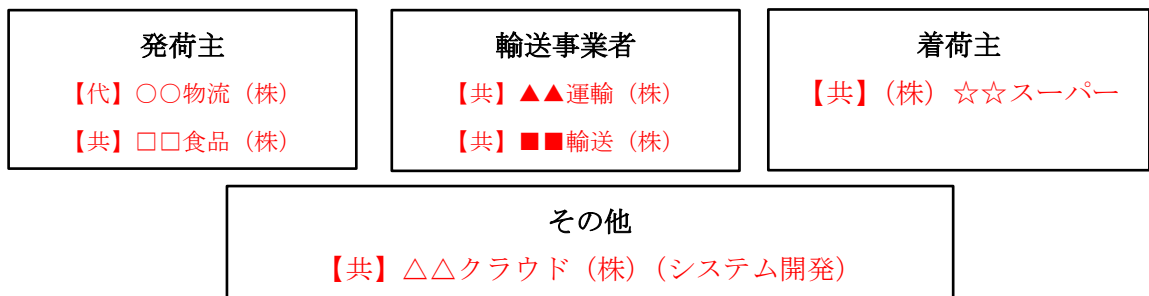 発荷主
【代】〇〇物流（株）
【共】□□食品（株）
輸送事業者
【共】▲▲運輸（株）
【共】■■輸送（株）
着荷主
【共】（株）☆☆スーパー
その他
【共】△△クラウド（株）（システム開発）